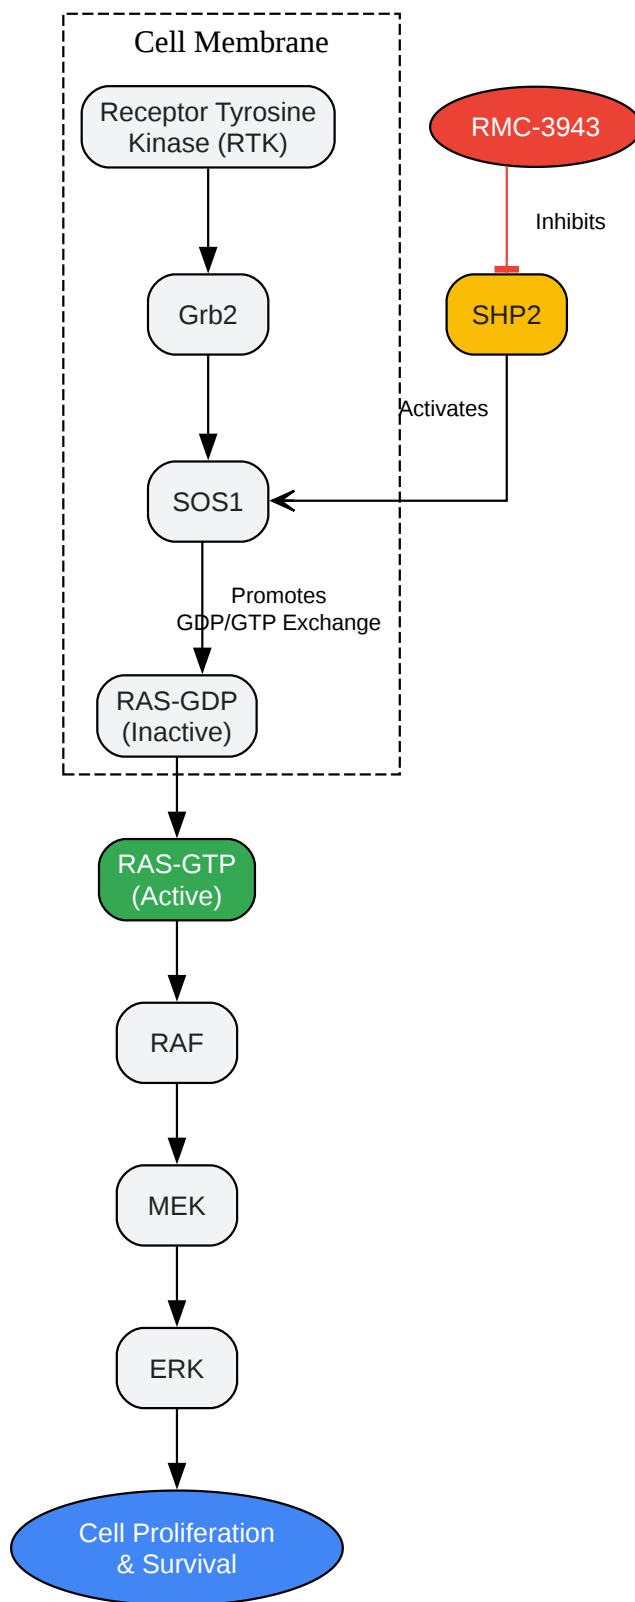 Cell Membrane
Receptor Tyrosine
Kinase (RTK)
RMC-3943
Inhibits
Grb2
SHP2
Activates
SOS1
Promotes
GDP/GTP Exchange
RAS-GDP
(Inactive)
RAS-GTP
(Active)
RAF
MEK
ERK
Cell Proliferation
& Survival